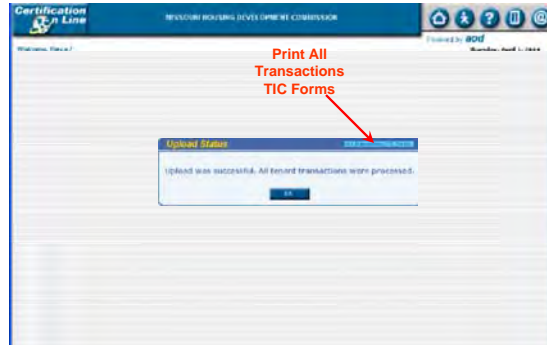 Certification
On Line
MISSOURI HOUSING DEVELOPMENT COMMISSION
Powered by aod
Print All
Transactions
TIC Forms
Upload Status
Upload was successful. All tenant transactions were processed.
OK